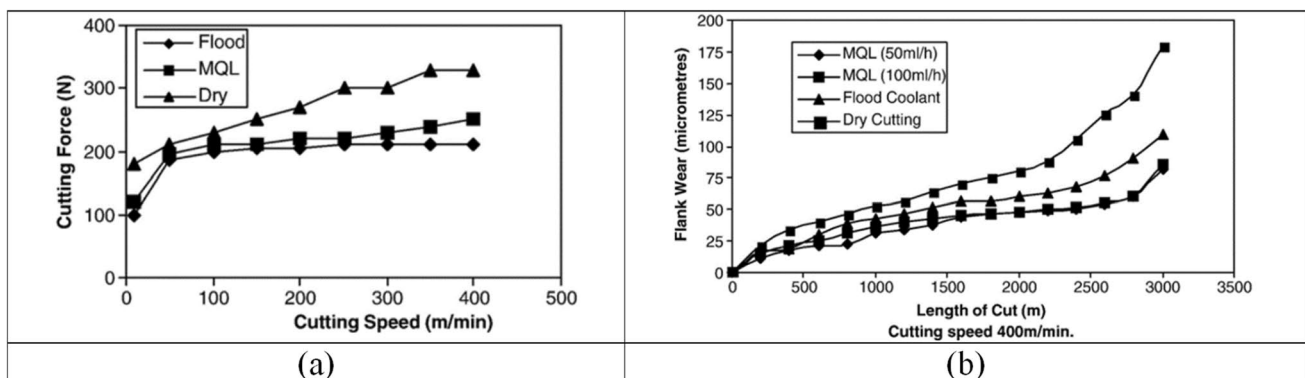 400
300
200
100
0
Cutting Force (N)
Flood
MQL
Dry
0 100 200 300 400 500
Cutting Speed (m/min)
(a)
200
175
150
125
100
75
50
25
0
Flank Wear (micrometres)
MQL (50ml/h)
MQL (100ml/h)
Flood Coolant
Dry Cutting
0 500 1000 1500 2000 2500 3000 3500
Length of Cut (m)
Cutting speed 400m/min.
(b)